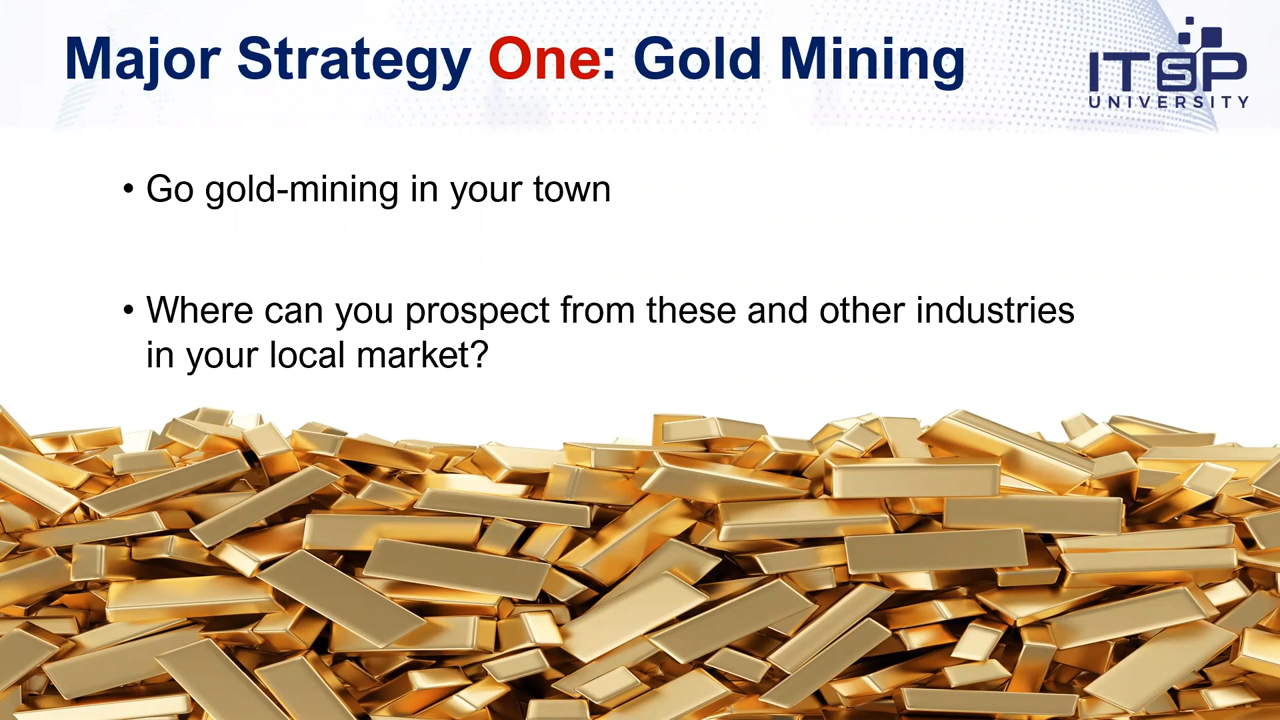 Major Strategy One: Gold Mining
ITSP
UNIVERSITY
• Go gold-mining in your town
• Where can you prospect from these and other industries
in your local market?